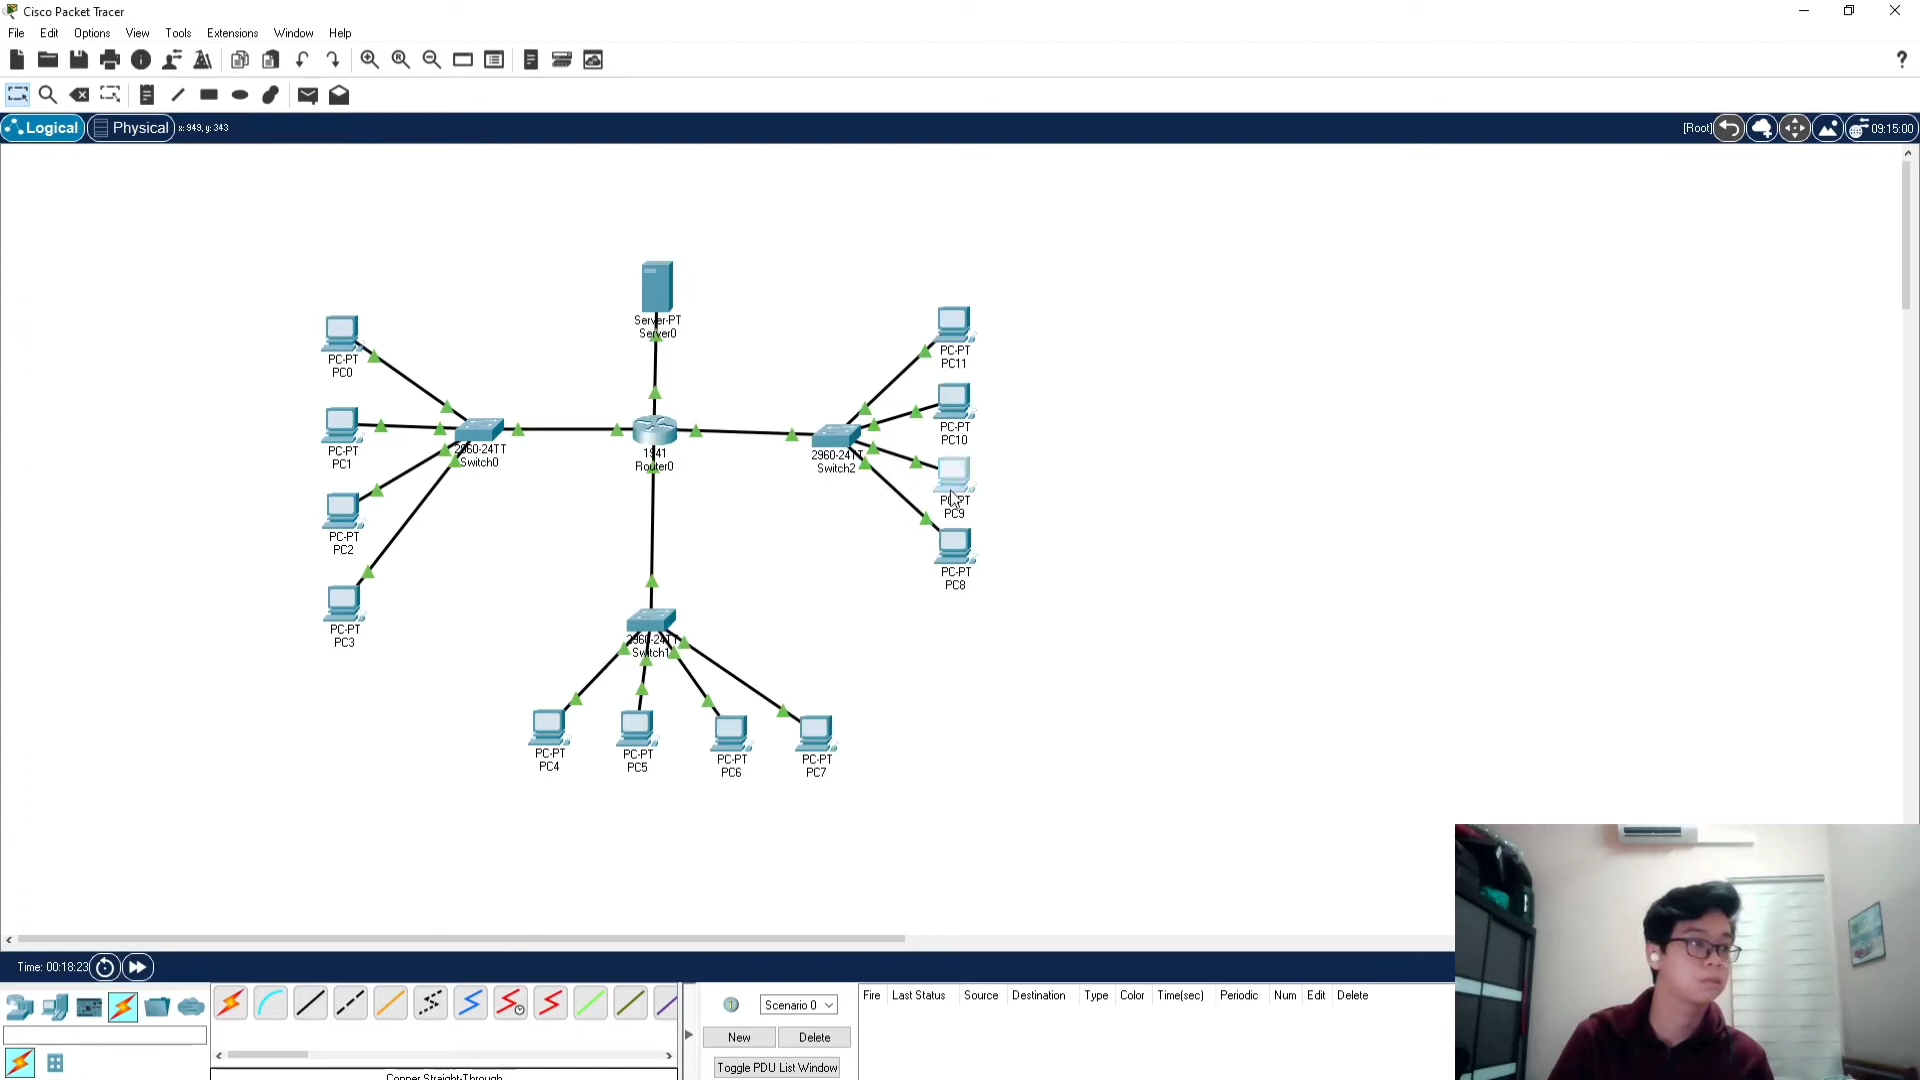 Cisco Packet Tracer
File Edit Options View Tools Extensions Window Help
?
Logical Physical x: 949, y: 343 [Root] 09:15:00
Server-PT
Server0
PC-PT
PC0
PC-PT
PC11
PC-PT
PC1
PC-PT
PC10
2960-24TT
Switch0
1941
Router0
2960-24TT
Switch2
PC-PT
PC9
PC-PT
PC2
PC-PT
PC8
PC-PT
PC3
2960-24TT
Switch1
PC-PT
PC4
PC-PT
PC5
PC-PT
PC6
PC-PT
PC7
Time: 00:18:23
Scenario 0
Fire Last Status Source Destination Type Color Time(sec) Periodic Num Edit Delete
New Delete
Toggle PDU List Window
Copper Straight-Through